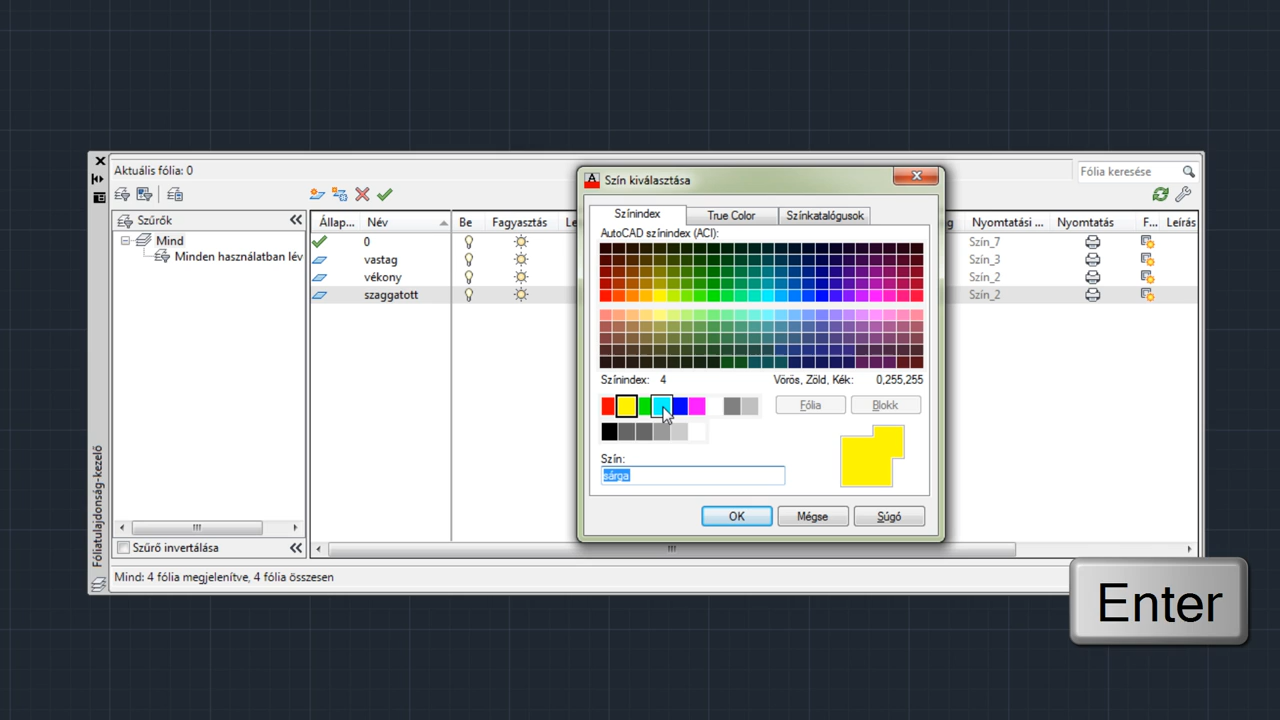 Aktuális fólia: 0
Fólia keresése
Szűrők
Mind
Minden használatban lév
Szűrő invertálása
Állap...
Név
Be
Fagyasztás
Le
g
Nyomtatási ...
Nyomtatás
F...
Leírás
0
Szín_7
vastag
Szín_3
vékony
Szín_2
szaggatott
Szín_2
Szín kiválasztása
Színindex
True Color
Színkatalógusok
AutoCAD színindex (ACI):
Színindex: 4
Vörös, Zöld, Kék: 0,255,255
Fólia
Blokk
Szín:
sárga
OK
Mégse
Súgó
Fóliatulajdonság-kezelő
Mind: 4 fólia megjelenítve, 4 fólia összesen
Enter